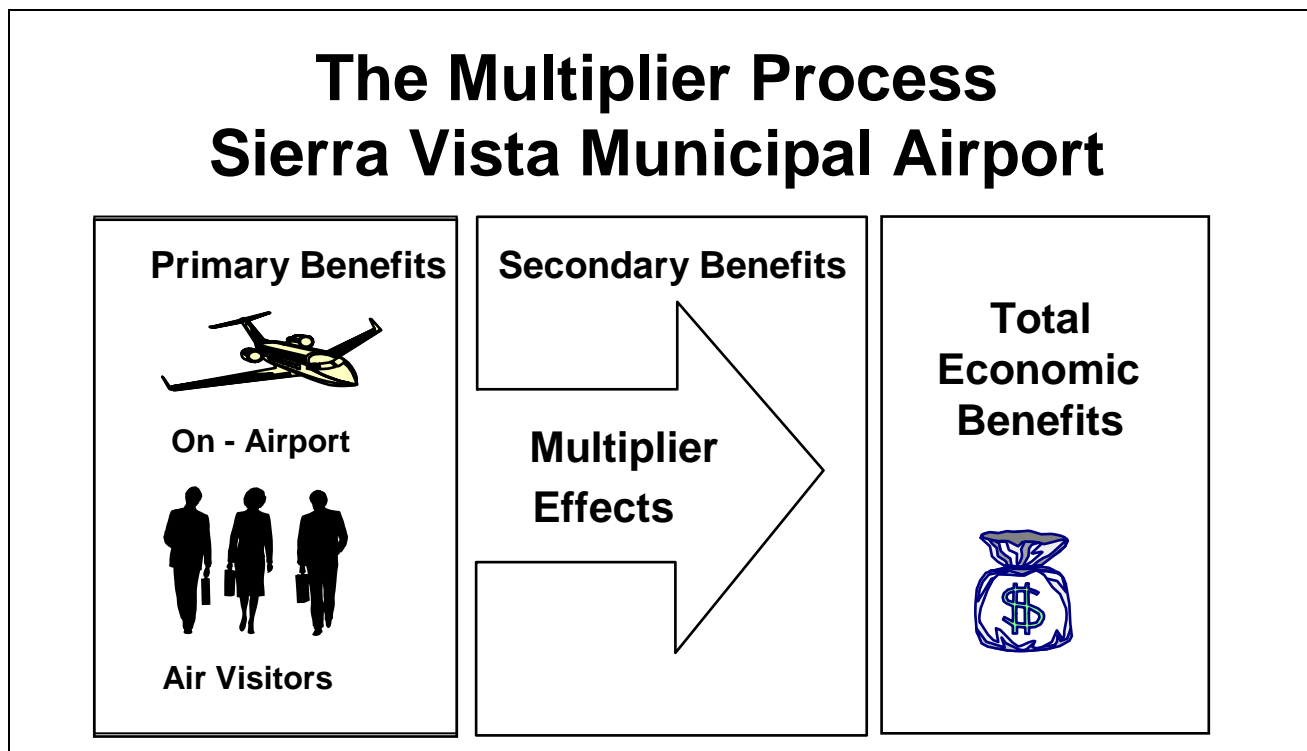 The Multiplier Process
Sierra Vista Municipal Airport
Primary Benefits
On - Airport
Air Visitors
Secondary Benefits
Multiplier
Effects
Total
Economic
Benefits
$